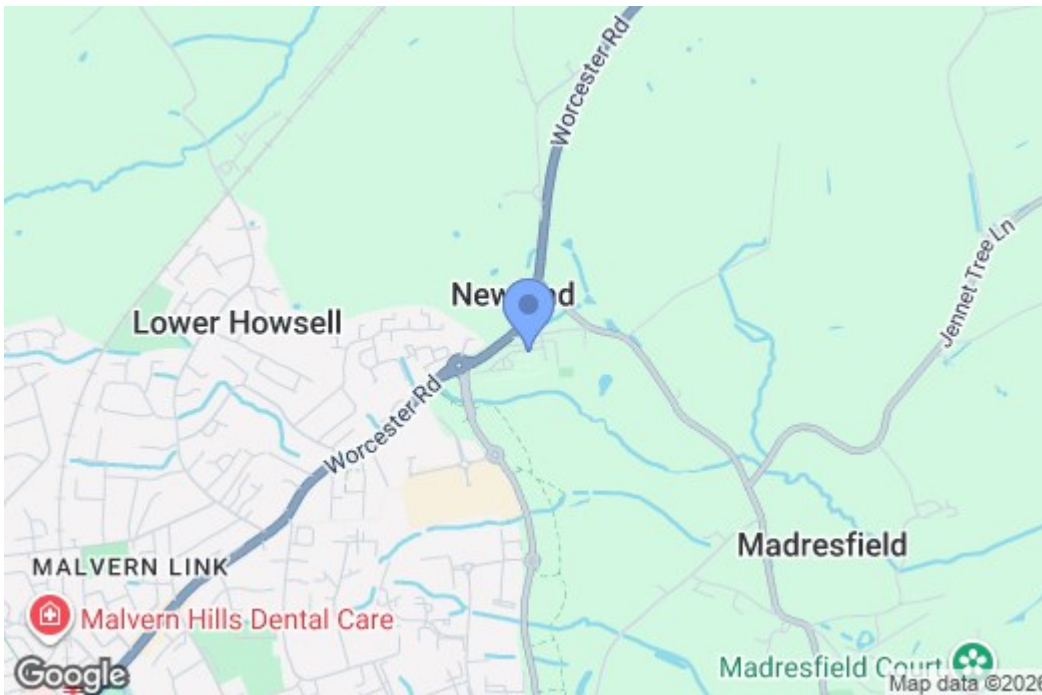 Worcester Rd
Jennet Tree Ln
Lower Howsell
Worcester Rd
Madresfield
MALVERN LINK
Malvern Hills Dental Care
Madresfield Court
Google
Map data ©2026